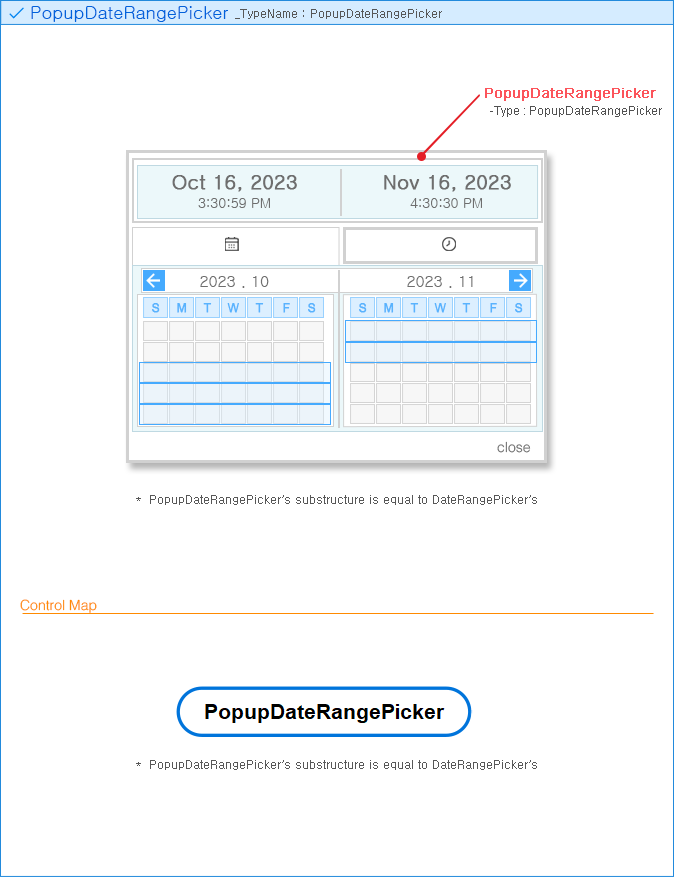 PopupDateRangePicker _TypeName : PopupDateRangePicker
PopupDateRangePicker
-Type : PopupDateRangePicker
Oct 16, 2023 Nov 16, 2023
3:30:59 PM 4:30:30 PM
2023 . 10 2023 . 11
S M T W T F S S M T W T F S
close
* PopupDateRangePicker's substructure is equal to DateRangePicker's
Control Map
PopupDateRangePicker
* PopupDateRangePicker's substructure is equal to DateRangePicker's